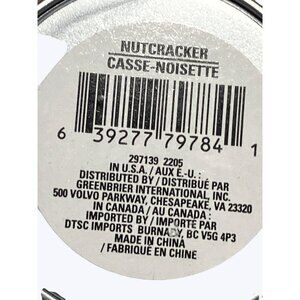 NUTCRACKER
CASSE-NOISETTE
6 39277 79784 1
297139 2205
IN U.S.A. / AUX É.-U. :
DISTRIBUTED BY / DISTRIBUÉ PAR
GREENBRIER INTERNATIONAL, INC.
500 VOLVO PARKWAY, CHESAPEAKE, VA 23320
IN CANADA / AU CANADA :
IMPORTED BY / IMPORTÉ PAR
DTSC IMPORTS BURNABY, BC V5G 4P3
MADE IN CHINA
/ FABRIQUÉ EN CHINE